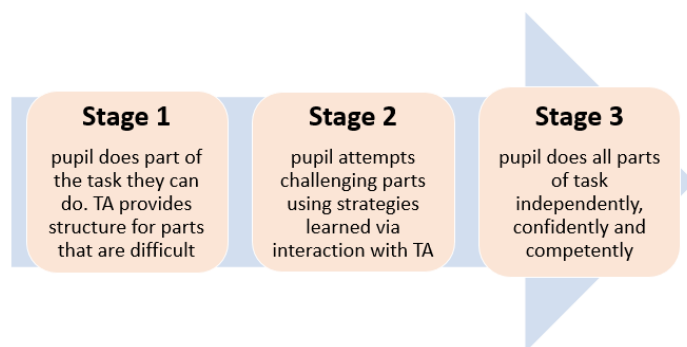 Stage 1
pupil does part of
the task they can
do. TA provides
structure for parts
that are difficult
Stage 2
pupil attempts
challenging parts
using strategies
learned via
interaction with TA
Stage 3
pupil does all parts
of task
independently,
confidently and
competently